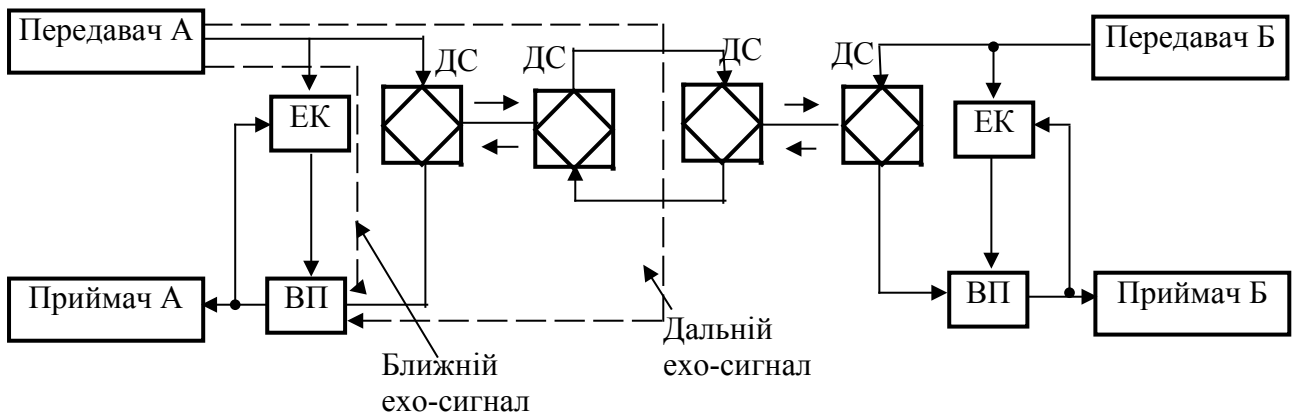 Передавач А
ДС
ДС
ДС
ДС
Передавач Б
ЕК
ЕК
Приймач А
ВП
ВП
Приймач Б
Ближній
ехо-сигнал
Дальній
ехо-сигнал